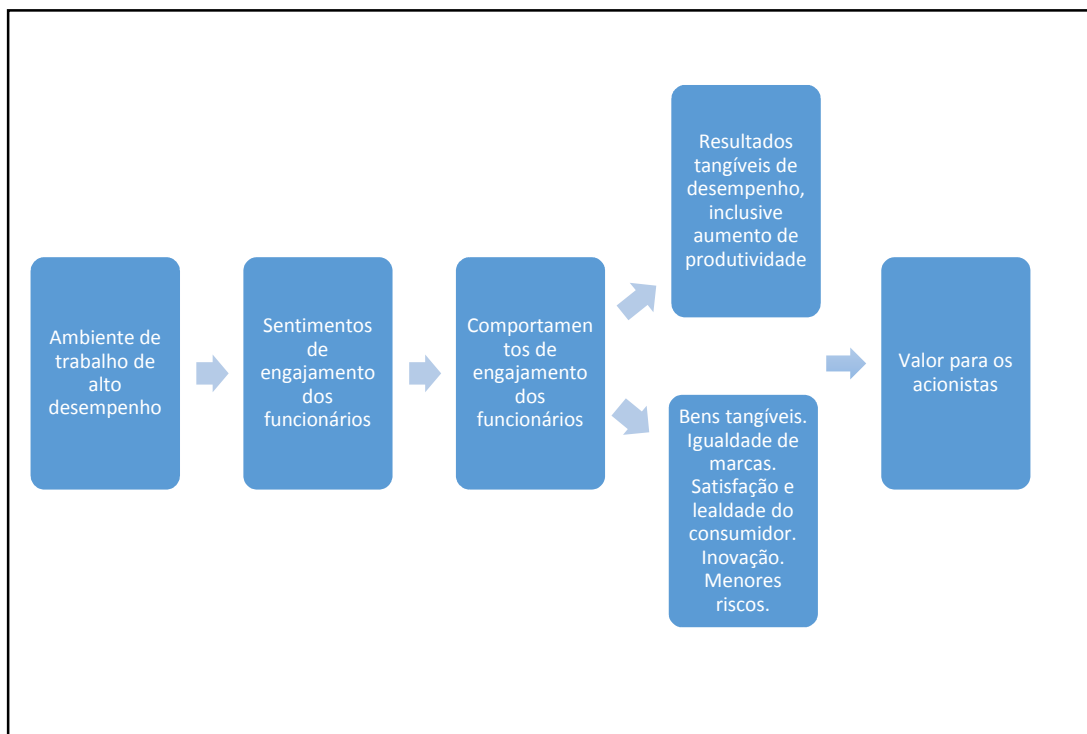 Ambiente de
trabalho de
alto
desempenho
Sentimentos
de
engajamento
dos
funcionários
Comportamen
tos de
engajamento
dos
funcionários
Resultados
tangíveis de
desempenho,
inclusive
aumento de
produtividade
Bens tangíveis.
Igualdade de
marcas.
Satisfação e
lealdade do
consumidor.
Inovação.
Menores
riscos.
Valor para os
acionistas